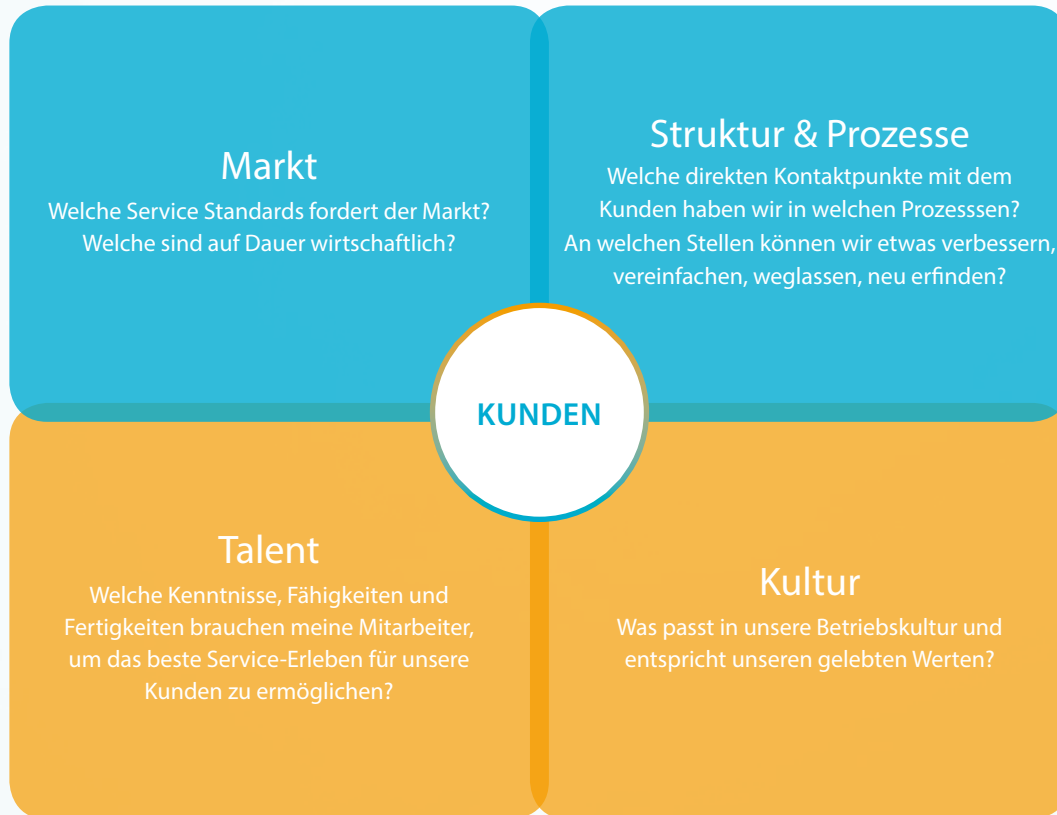 Markt
Welche Service Standards fordert der Markt?
Welche sind auf Dauer wirtschaftlich?
Struktur & Prozesse
Welche direkten Kontaktpunkte mit dem
Kunden haben wir in welchen Prozesssen?
An welchen Stellen können wir etwas verbessern,
vereinfachen, weglassen, neu erfinden?
KUNDEN
Talent
Welche Kenntnisse, Fähigkeiten und
Fertigkeiten brauchen meine Mitarbeiter,
um das beste Service-Erleben für unsere
Kunden zu ermöglichen?
Kultur
Was passt in unsere Betriebskultur und
entspricht unseren gelebten Werten?